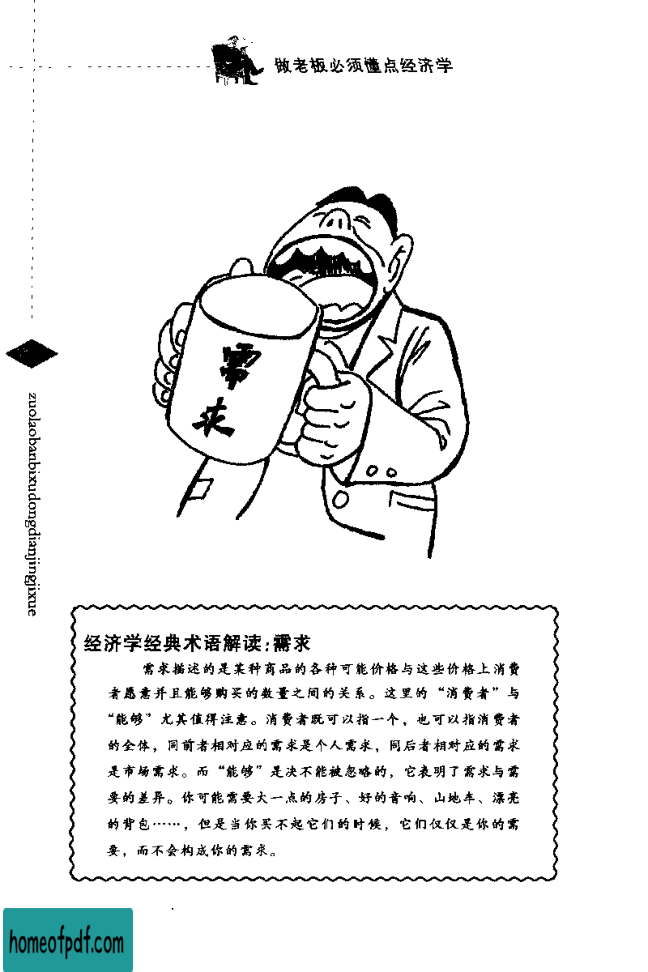 做老板必须懂点经济学
需
求
zuolaobanbixudongdianjingjixue
经济学经典术语解读：需求
需求描述的是某种商品的各种可能价格与这些价格上消费
者愿意并且能够购买的数量之间的关系。这里的“消费者”与
“能够”尤其值得注意。消费者既可以指一个，也可以指消费者
的全体，同前者相对应的需求是个人需求，同后者相对应的需求
是市场需求。而“能够”是决不能被忽略的，它表明了需求与需
要的差异。你可能需要大一点的房子、好的音响、山地车、漂亮
的背包……，但是当你买不起它们的时候，它们仅仅是你的需
要，而不会构成你的需求。
homeofpdf.com